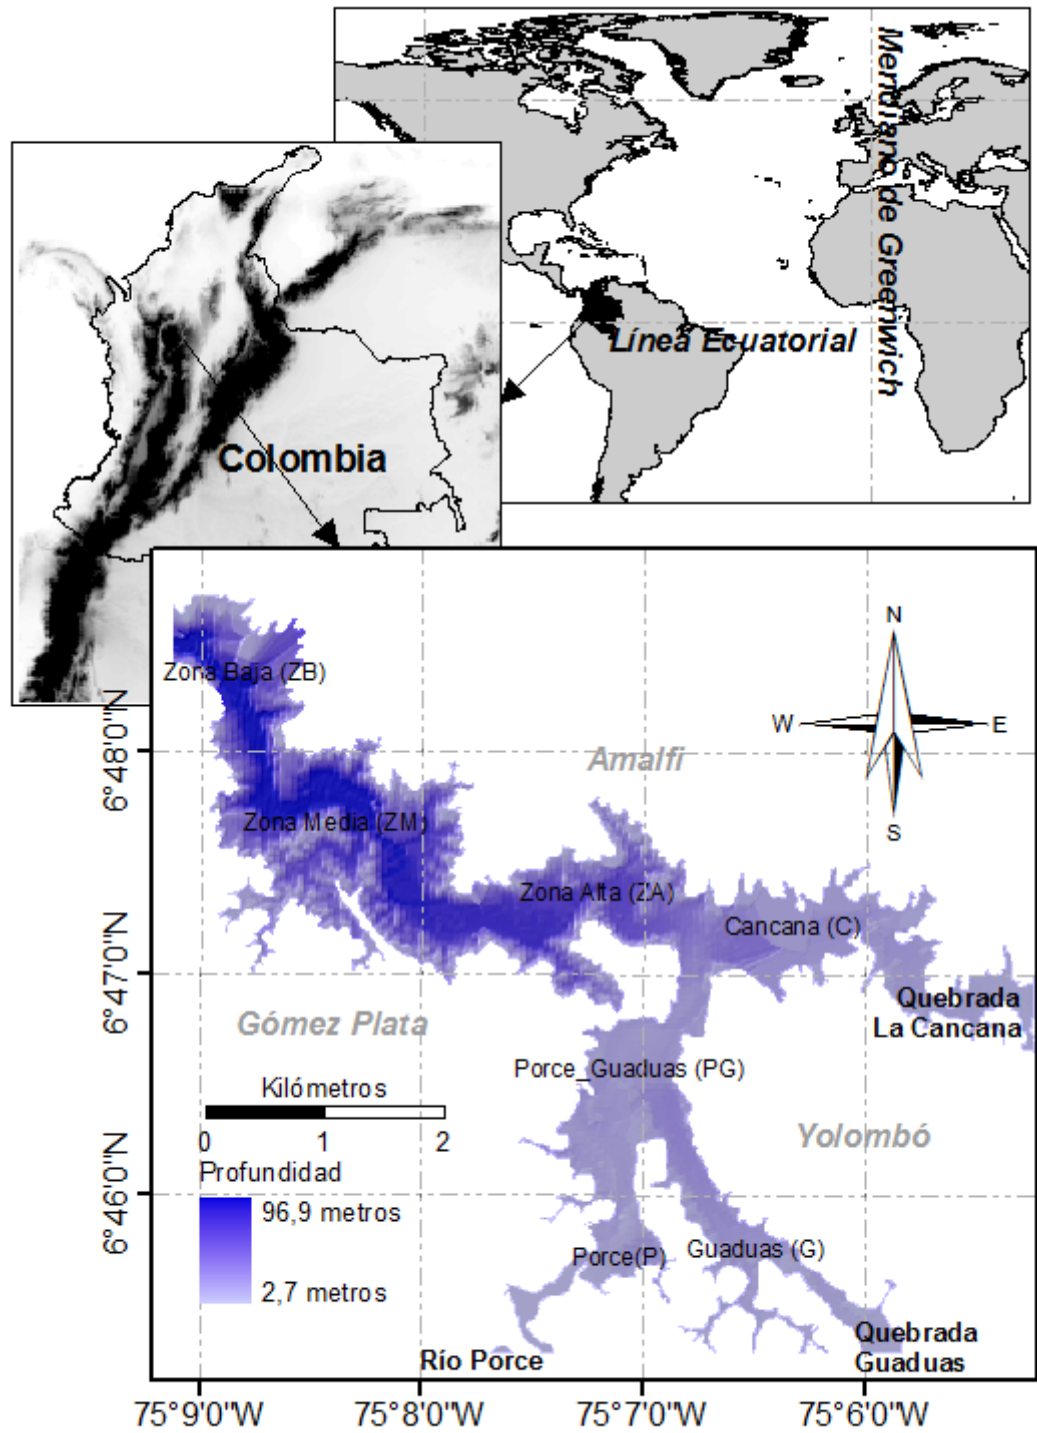 Meridiano de Greenwich
Línea Ecuatorial
Colombia
N
W
E
S
Zona Baja (ZB)
Amalfi
Zona Media (ZM)
Zona Alta (ZA)
Cancana (C)
Quebrada
La Cancana
Gómez Plata
Porce_Guaduas (PG)
Kilómetros
0 1 2
Yolombó
Profundidad
96,9 metros
2,7 metros
Porce(P)
Guaduas (G)
Río Porce
Quebrada
Guaduas
6°48'0"N
6°47'0"N
6°46'0"N
75°9'0"W 75°8'0"W 75°7'0"W 75°6'0"W